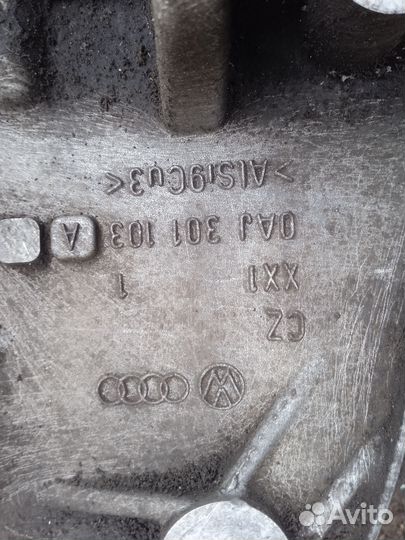 CZ
XX1 1
0AJ 301 103 A
>AlSi9Cu3<
Avito